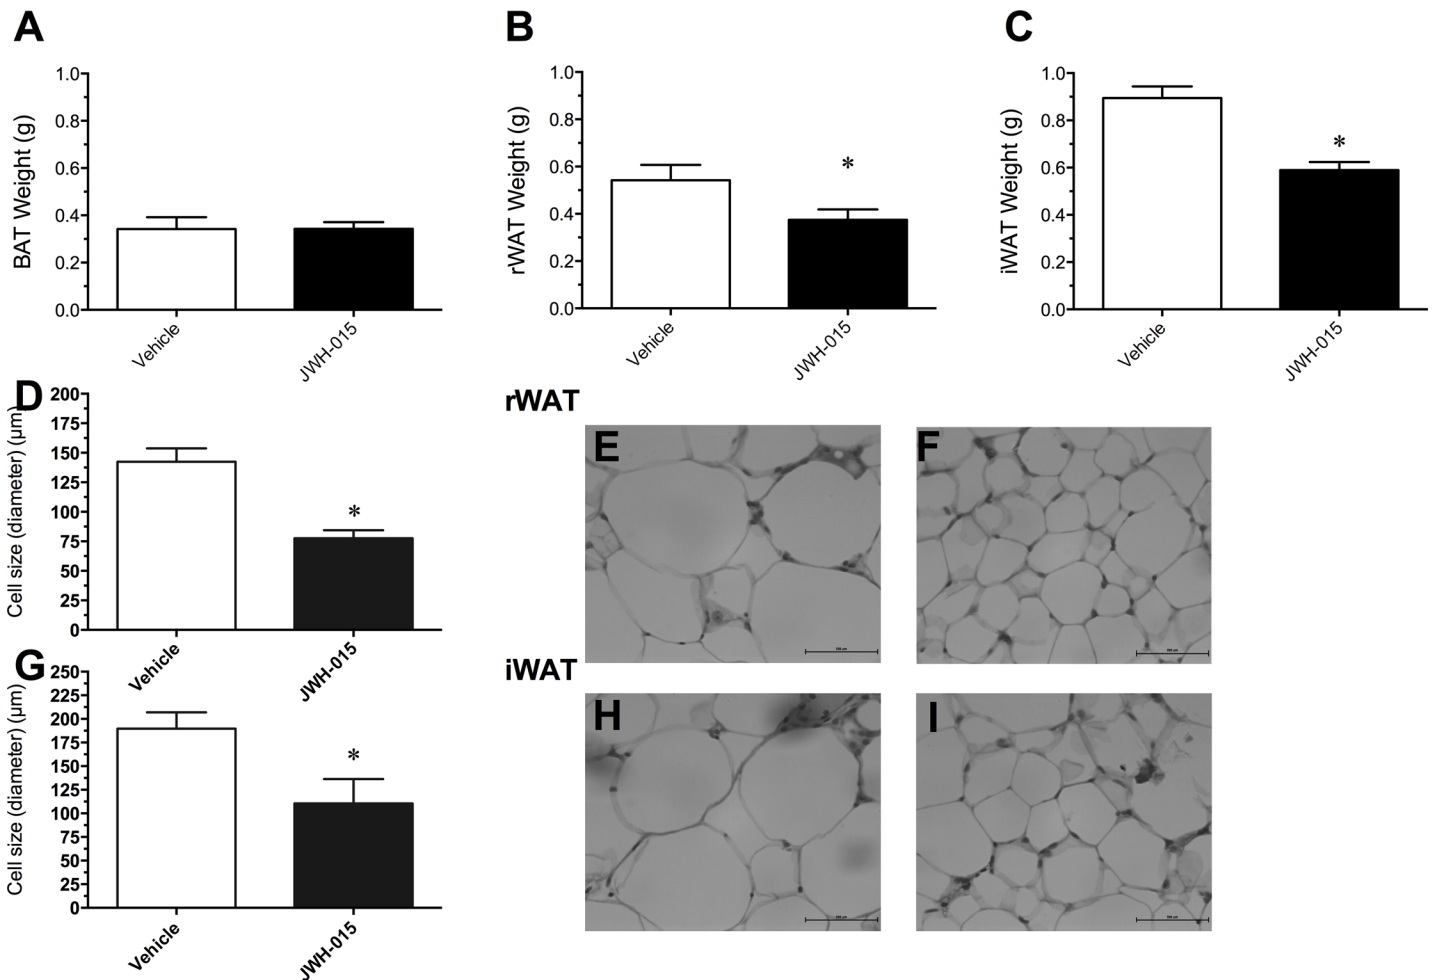 A
B
C
BAT Weight (g)
1.0
0.8
0.6
0.4
0.2
0.0
Vehicle
JWH-015
rWAT Weight (g)
1.0
0.8
0.6
*
0.4
0.2
0.0
Vehicle
JWH-015
iWAT Weight (g)
1.0
0.8
*
0.6
0.4
0.2
0.0
Vehicle
JWH-015
D
Cell size (diameter) (μm)
200
175
150
125
100
*
75
50
25
0
Vehicle
JWH-015
rWAT
E
F
G
Cell size (diameter) (μm)
250
225
200
175
150
*
125
100
75
50
25
0
Vehicle
JWH-015
iWAT
H
I